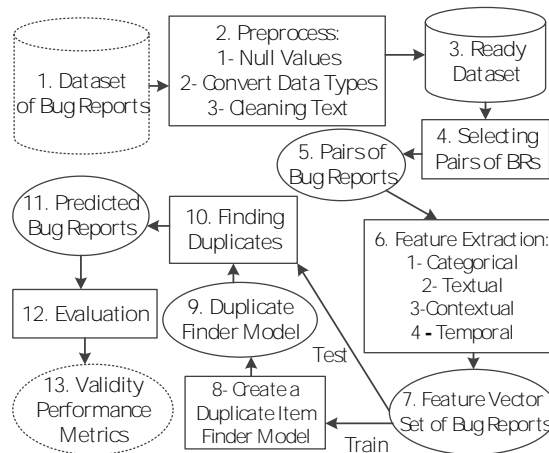 1. Dataset
of Bug Reports
2. Preprocess:
1- Null Values
2- Convert Data Types
3- Cleaning Text
3. Ready
Dataset
4. Selecting
Pairs of BRs
5. Pairs of
Bug Reports
6. Feature Extraction:
1- Categorical
2- Textual
3-Contextual
4 - Temporal
7. Feature Vector
Set of Bug Reports
Train
Test
8- Create a
Duplicate Item
Finder Model
9. Duplicate
Finder Model
10. Finding
Duplicates
11. Predicted
Bug Reports
12. Evaluation
13. Validity
Performance
Metrics